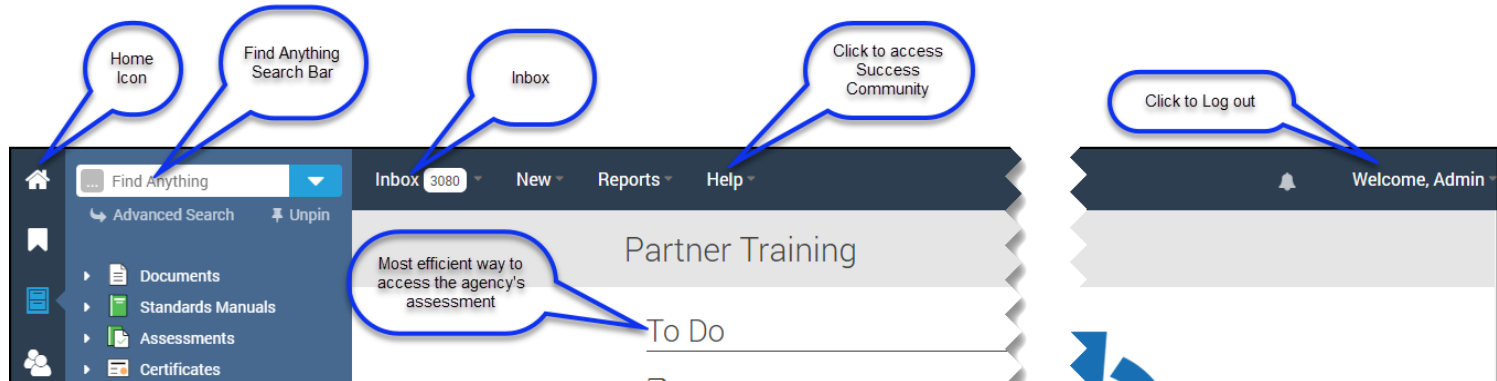 Home
Icon
Find Anything
Search Bar
Inbox
Click to access
Success
Community
Click to Log out
... Find Anything
Inbox 3080 New Reports Help
Welcome, Admin
Advanced Search Unpin
Partner Training
Documents
Standards Manuals
Assessments
Certificates
Most efficient way to
access the agency's
assessment
To Do